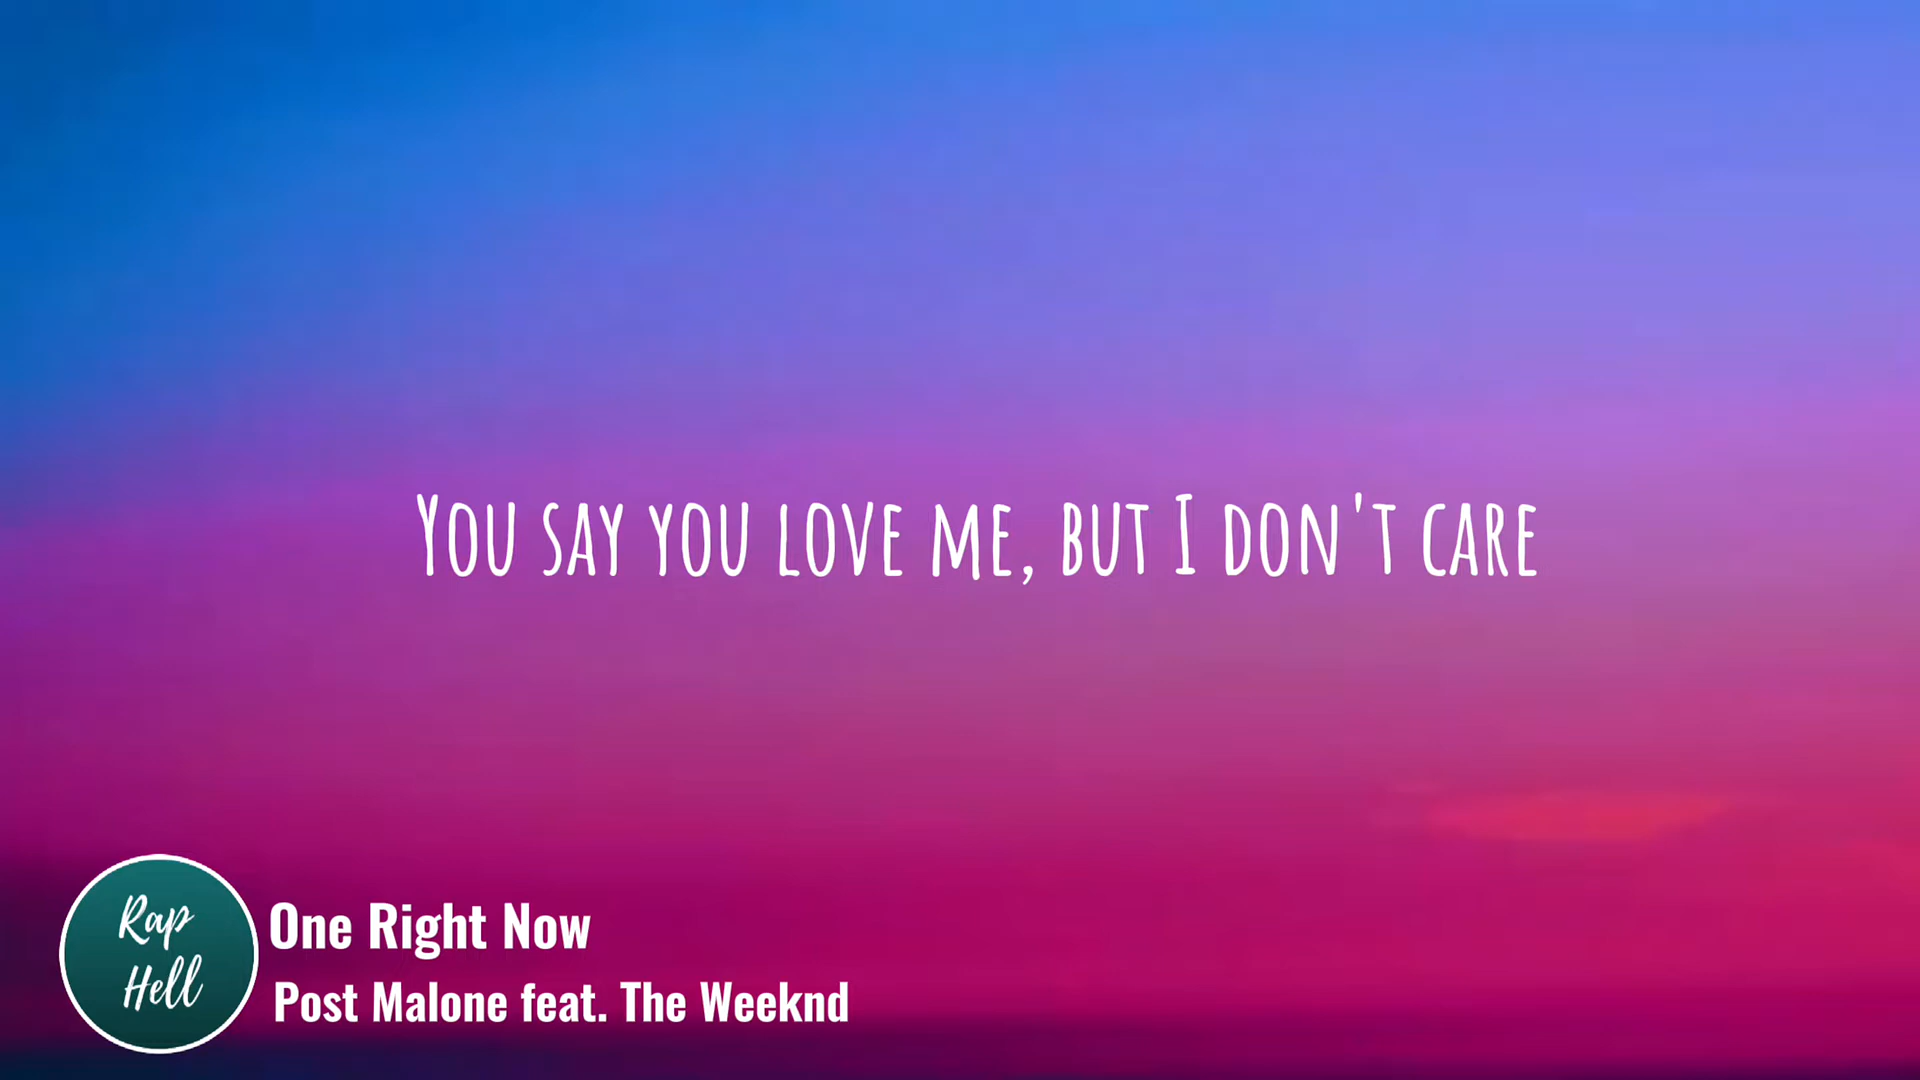 You say you love me, but I don't care
Rap
Hell
One Right Now
Post Malone feat. The Weeknd